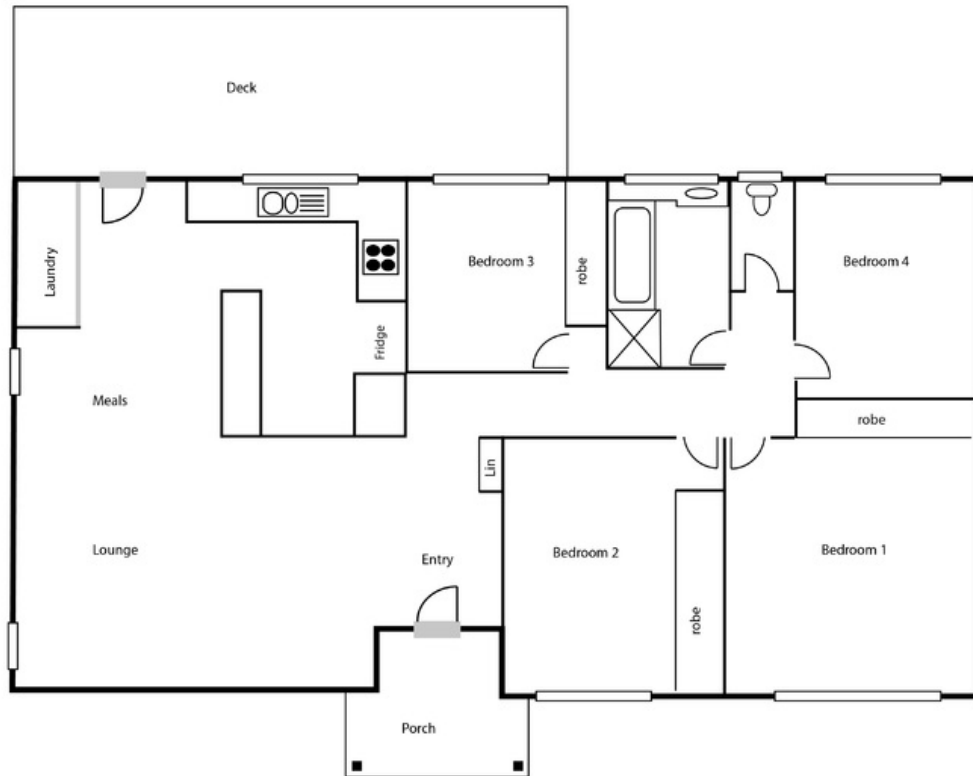 Deck
Laundry
Bedroom 3
robe
Bedroom 4
Fridge
Meals
robe
Lin
Lounge
Entry
Bedroom 2
Bedroom 1
robe
Porch